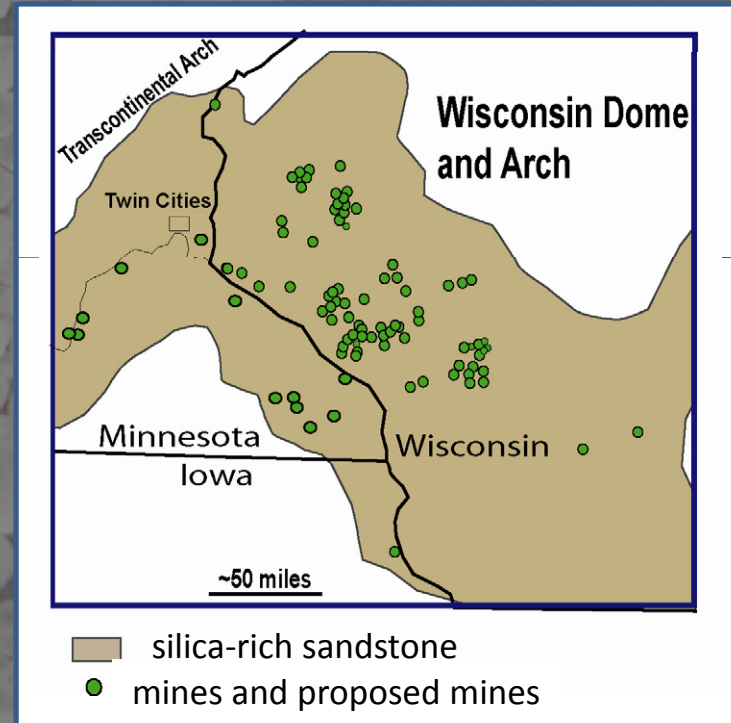 Transcontinental Arch
Wisconsin Dome
and Arch
Twin Cities
Minnesota
Wisconsin
Iowa
~50 miles
silica-rich sandstone
mines and proposed mines